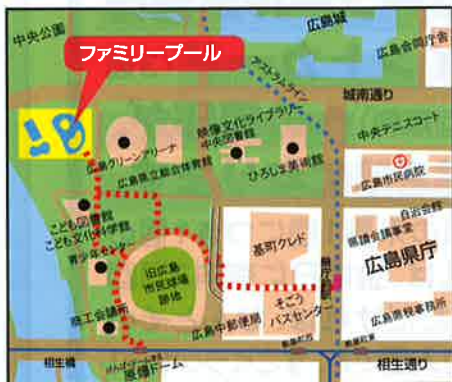 中央公園
広島城
広島合同庁舎
ファミリープール
アストラムライン
城南通り
映像文化ライブラリー
中央図書館
中央テニスコート
広島グリーンアリーナ
広島県立総合体育館
ひろしま美術館
広島市民病院
こども図書館
こども文化科学館
青少年センター
自治会館
県議会議事堂
基町クレド
広島県庁
旧広島
市民球場
跡地
県庁前駅
商工会議所
そごう
バスセンター
広島中郵便局
広島県税事務所
相生橋
原爆ドーム
相生通り